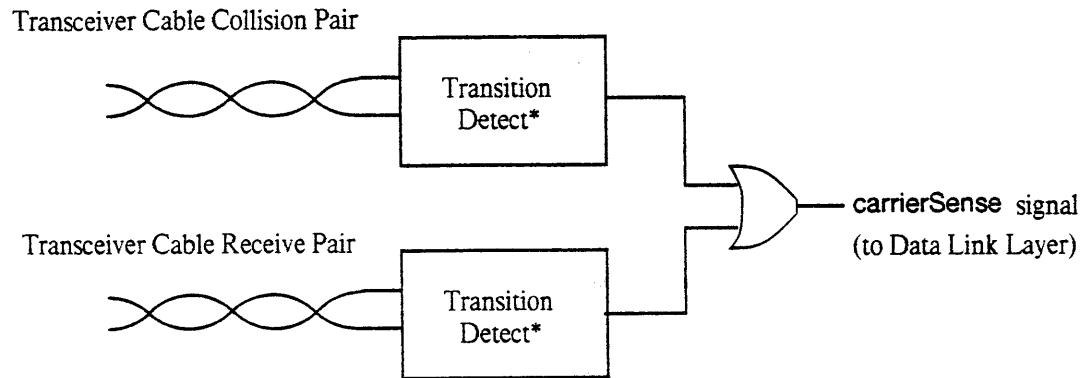 Transceiver Cable Collision Pair
Transition
Detect*
carrierSense signal
(to Data Link Layer)
Transceiver Cable Receive Pair
Transition
Detect*